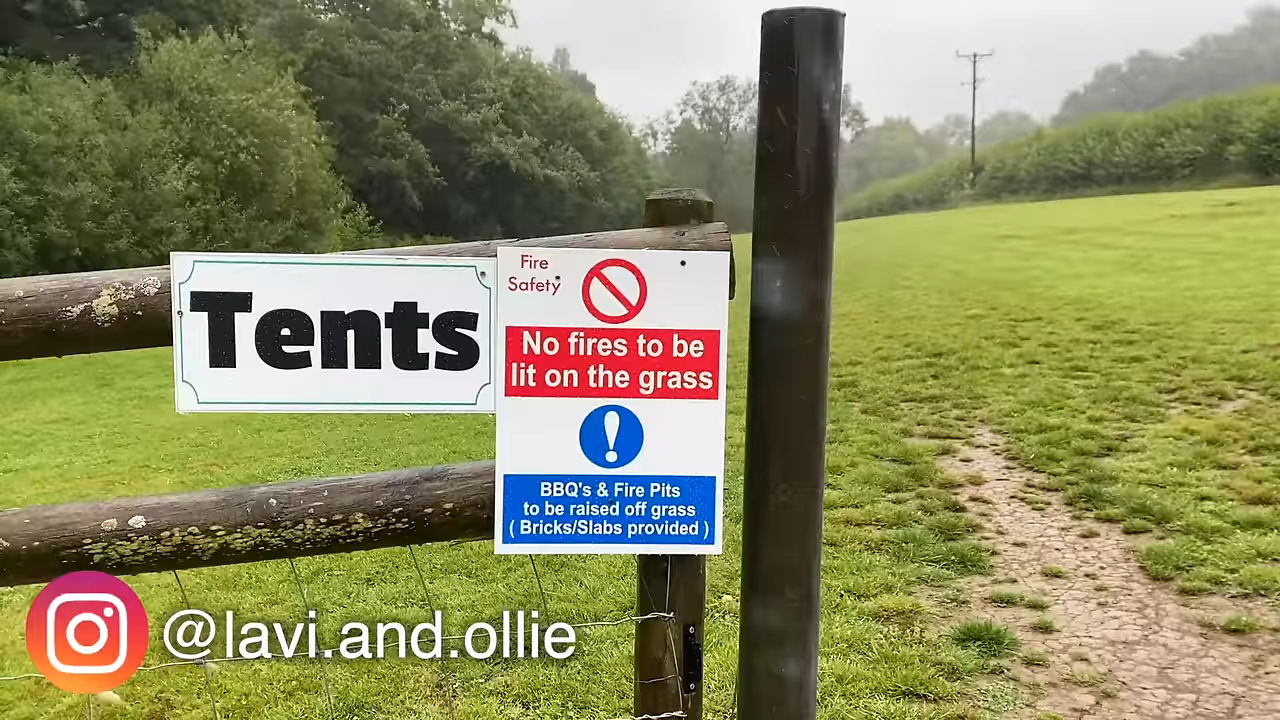 Tents
Fire
Safety
No fires to be
lit on the grass
BBQ's & Fire Pits
to be raised off grass
( Bricks/Slabs provided )
@lavi.and.ollie